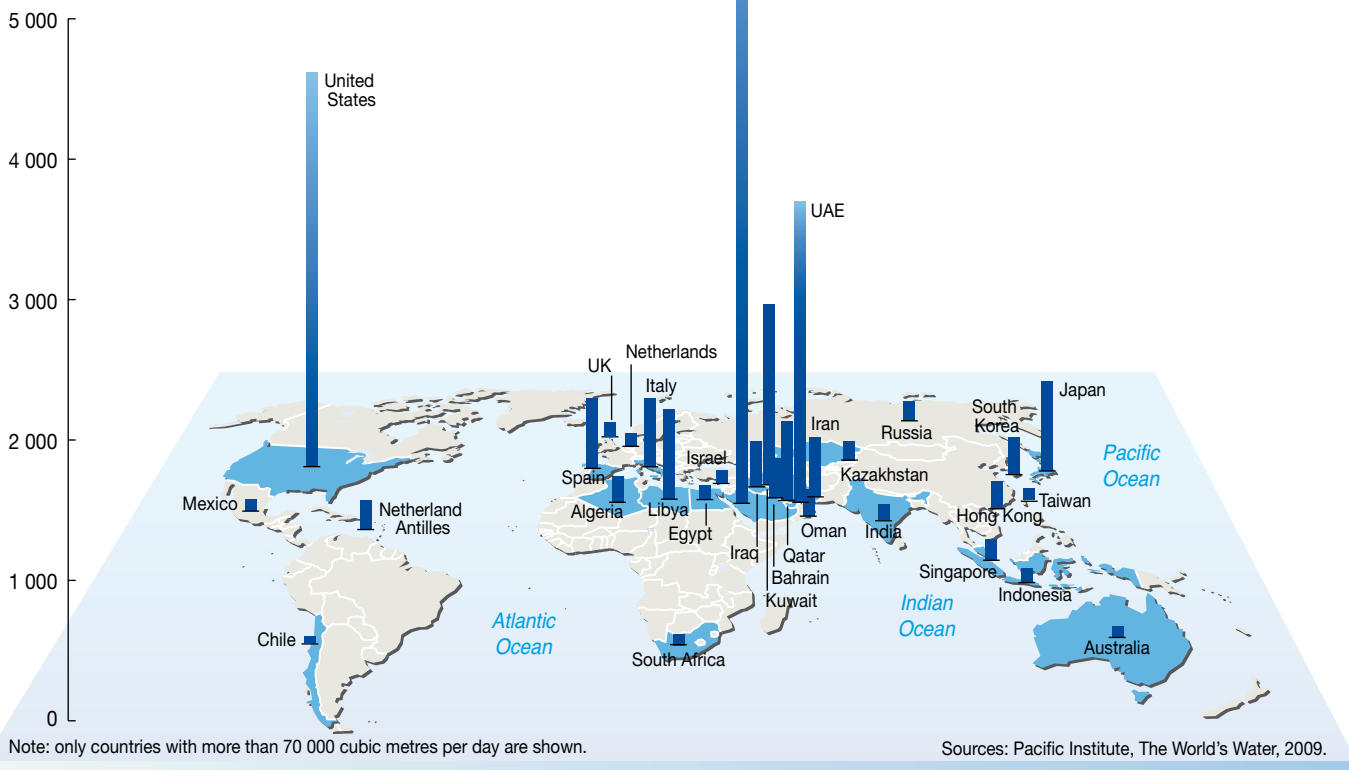 5 000
United
States
4 000
UAE
3 000
Netherlands
UK
Italy
Japan
South
Korea
Iran
Russia
2 000
Israel
Kazakhstan
Pacific
Ocean
Spain
Mexico
Netherland
Antilles
Algeria
Libya
Taiwan
Hong Kong
Egypt
Oman
India
Iraq
Qatar
Bahrain
Singapore
1 000
Kuwait
Indonesia
Indian
Ocean
Atlantic
Ocean
Chile
South Africa
Australia
0
Note: only countries with more than 70 000 cubic metres per day are shown.
Sources: Pacific Institute, The World’s Water, 2009.